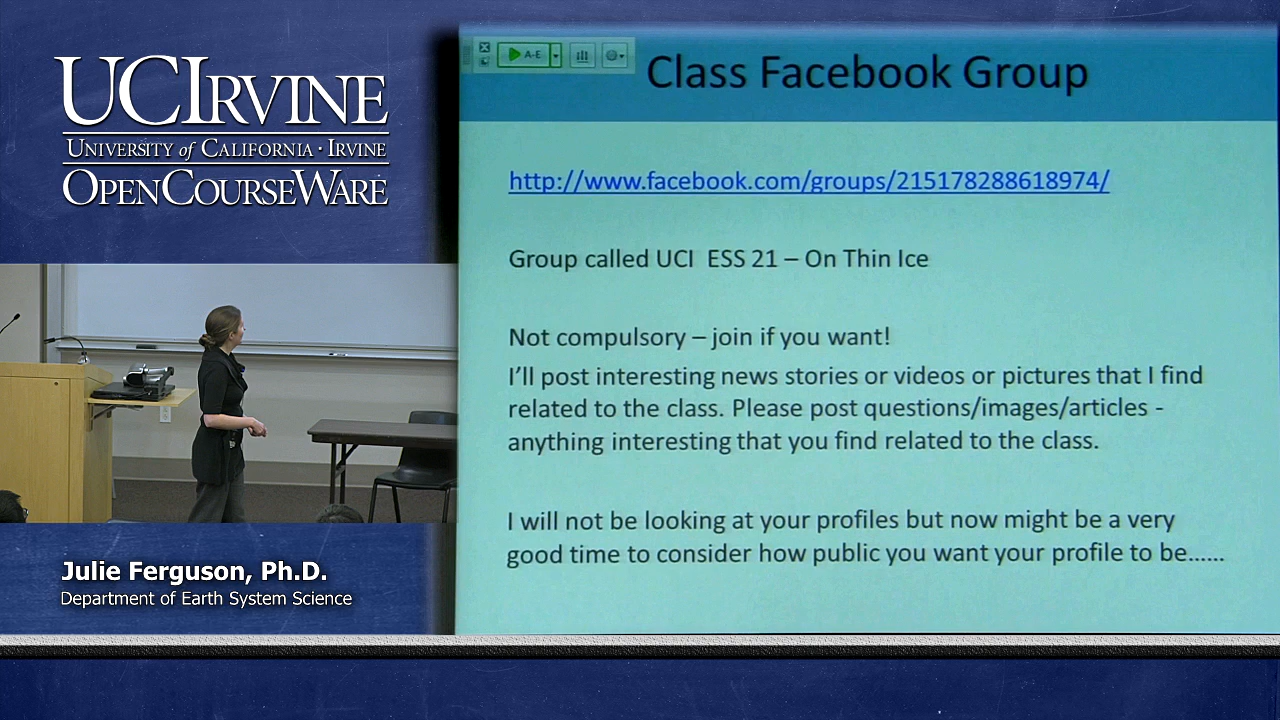 UCIRVINE
UNIVERSITY of CALIFORNIA · IRVINE
OPENCOURSEWARE
A-E
Class Facebook Group
http://www.facebook.com/groups/215178288618974/
Group called UCI ESS 21 – On Thin Ice
Not compulsory – join if you want!
I'll post interesting news stories or videos or pictures that I find
related to the class. Please post questions/images/articles -
anything interesting that you find related to the class.
I will not be looking at your profiles but now might be a very
good time to consider how public you want your profile to be......
Julie Ferguson, Ph.D.
Department of Earth System Science